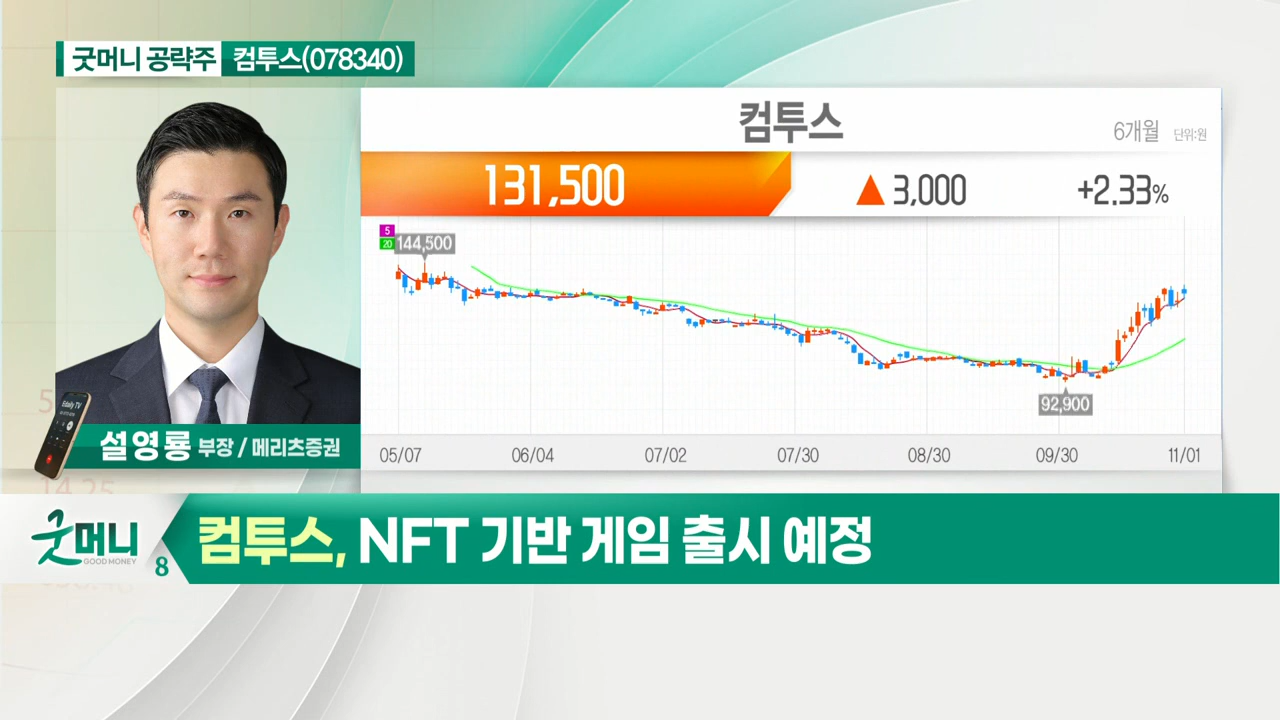 굿머니 공략주 컴투스(078340)
컴투스
6개월 단위:원
131,500 ▲ 3,000 +2.33%
5
20
144,500
92,900
05/07 06/04 07/02 07/30 08/30 09/30 11/01
Edaily TV
설영룡 부장 / 메리츠증권
굿머니
GOOD MONEY
8
컴투스, NFT 기반 게임 출시 예정